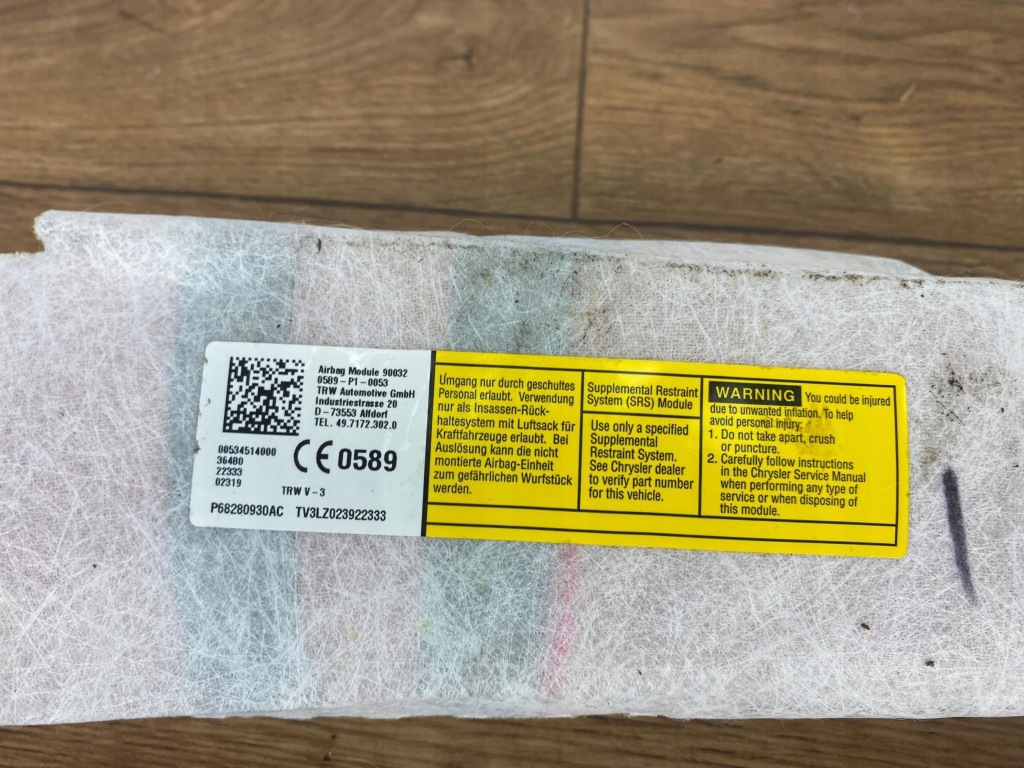 Airbag Module 90032
0589-P1-0053
TRW Automotive GmbH
Industriestrasse 20
D-73553 Alfdorf
TEL. 49.7172.302.0
00534514000
36480
22333
02319
CE 0589
TRW V-3
P68280930AC TV3LZ023922333
Umgang nur durch geschultes
Personal erlaubt. Verwendung
nur als Insassen-Rück-
haltesystem mit Luftsack für
Kraftfahrzeuge erlaubt. Bei
Auslösung kann die nicht
montierte Airbag-Einheit
zum gefährlichen Wurfstück
werden.
Supplemental Restraint
System (SRS) Module
Use only a specified
Supplemental
Restraint System.
See Chrysler dealer
to verify part number
for this vehicle.
WARNING You could be injured
due to unwanted inflation. To help
avoid personal injury:
1. Do not take apart, crush
or puncture.
2. Carefully follow instructions
in the Chrysler Service Manual
when performing any type of
service or when disposing of
this module.